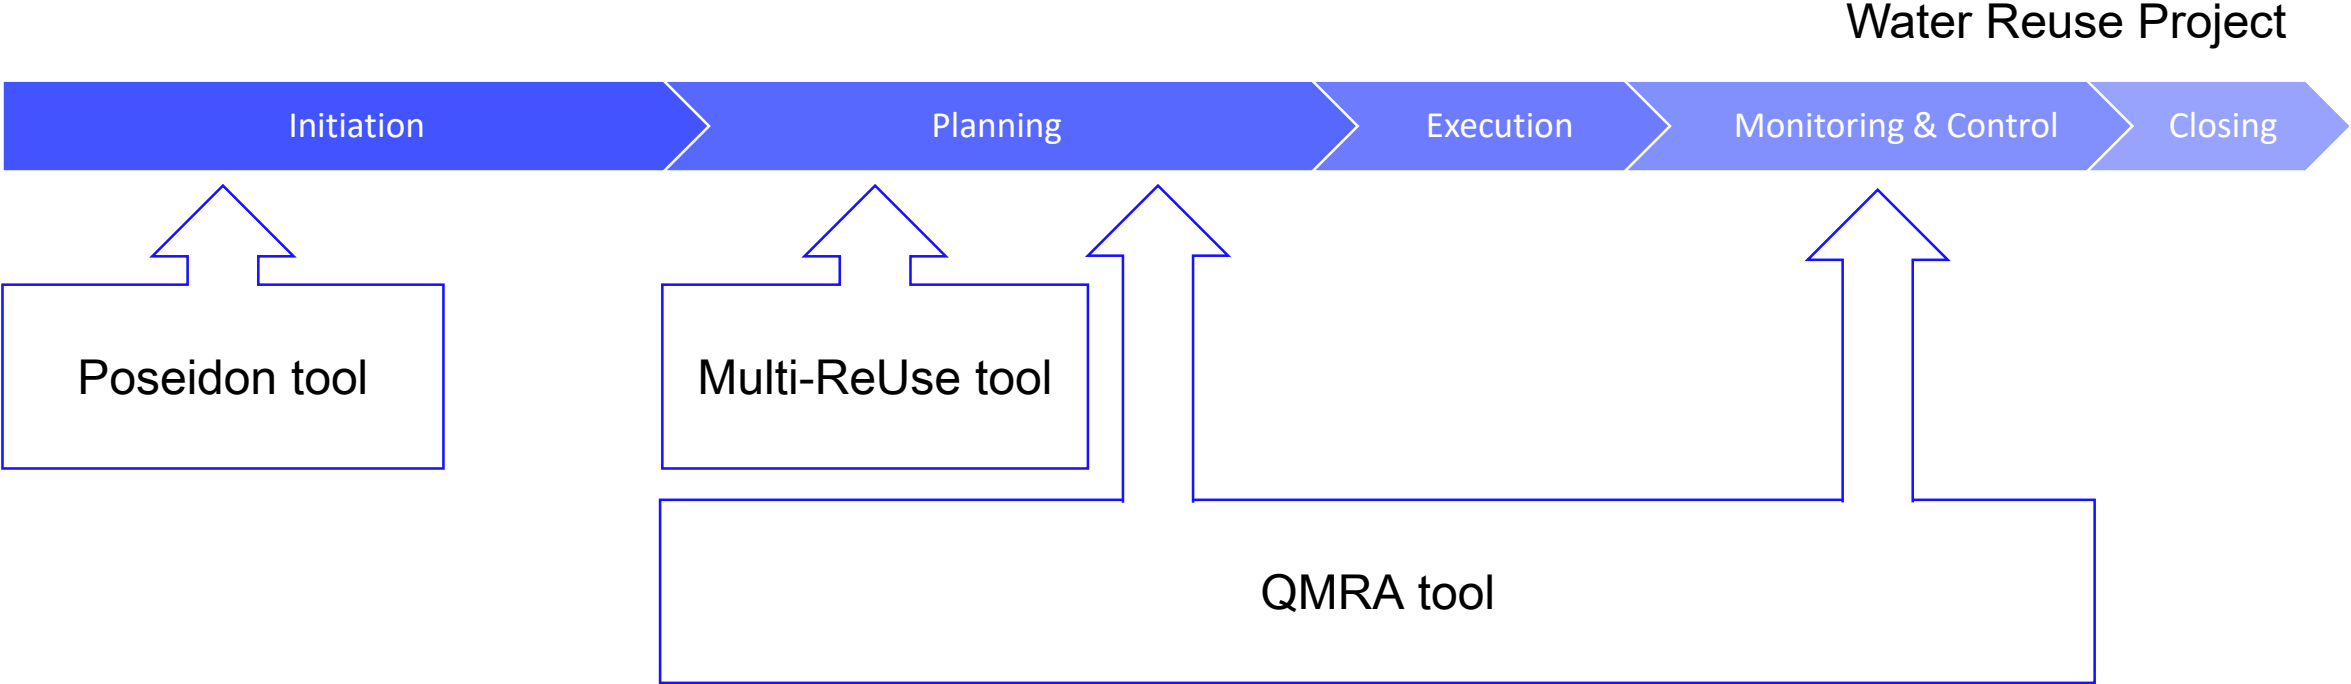 Water Reuse Project
Initiation
Planning
Execution
Monitoring & Control
Closing
Poseidon tool
Multi-ReUse tool
QMRA tool